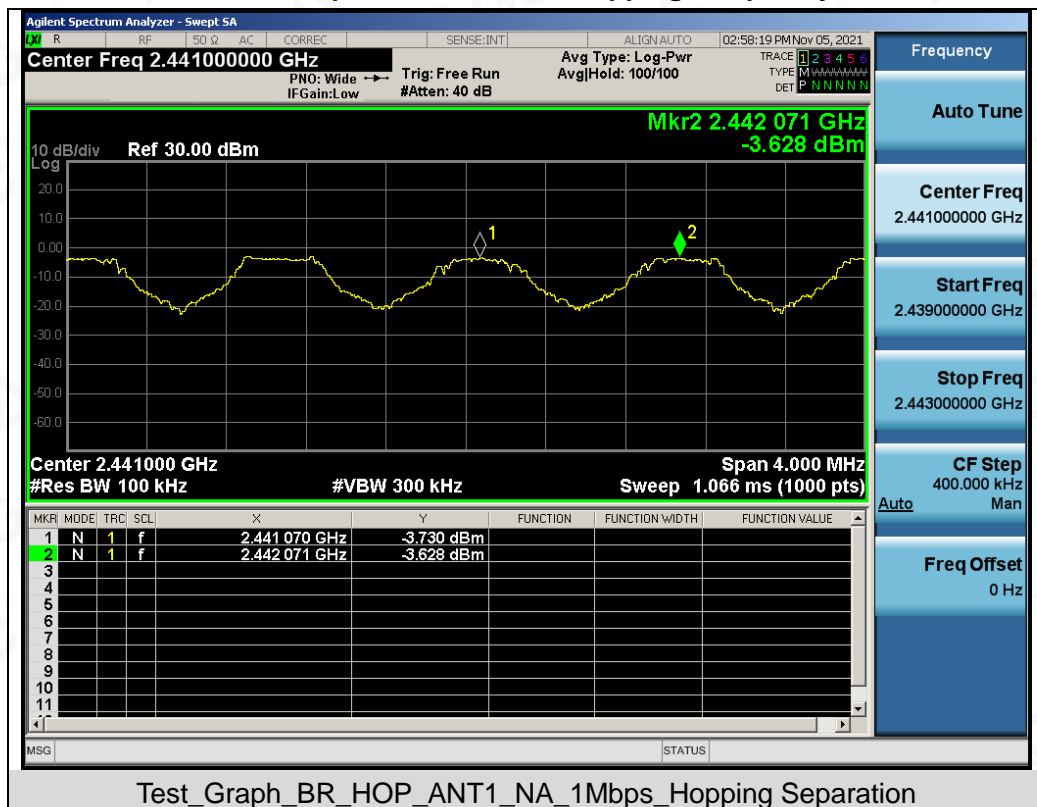 Agilent Spectrum Analyzer - Swept SA
LXI R RF 50 Ω AC CORREC SENSE:INT ALIGN AUTO 02:58:19 PM Nov 05, 2021
Center Freq 2.441000000 GHz
PNO: Wide
IFGain:Low
Trig: Free Run
#Atten: 40 dB
Avg Type: Log-Pwr
Avg|Hold: 100/100
TRACE 1 2 3 4 5 6
TYPE M
DET P N N N N N
Mkr2 2.442 071 GHz
-3.628 dBm
10 dB/div Ref 30.00 dBm
Log
20.0
10.0
0.00
-10.0
-20.0
-30.0
-40.0
-50.0
-60.0
1
2
Center 2.441000 GHz Span 4.000 MHz
#Res BW 100 kHz #VBW 300 kHz Sweep 1.066 ms (1000 pts)
MKR MODE TRC SCL X Y FUNCTION FUNCTION WIDTH FUNCTION VALUE
1 N 1 f 2.441 070 GHz -3.730 dBm
2 N 1 f 2.442 071 GHz -3.628 dBm
3
4
5
6
7
8
9
10
11
MSG STATUS
Frequency
Auto Tune
Center Freq
2.441000000 GHz
Start Freq
2.439000000 GHz
Stop Freq
2.443000000 GHz
CF Step
400.000 kHz
Auto Man
Freq Offset
0 Hz
Test_Graph_BR_HOP_ANT1_NA_1Mbps_Hopping Separation